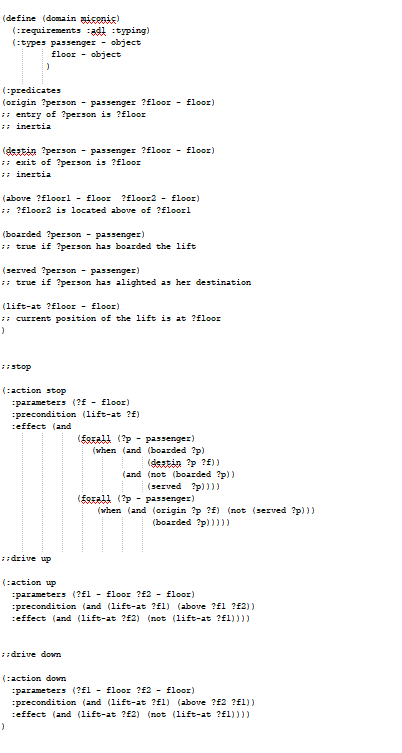 (define (domain miconic)
(:requirements :adl :typing)
(:types passenger - object
floor - object
)
(:predicates
(origin ?person - passenger ?floor - floor)
;; entry of ?person is ?floor
;; inertia
(destin ?person - passenger ?floor - floor)
;; exit of ?person is ?floor
;; inertia
(above ?floor1 - floor ?floor2 - floor)
;; ?floor2 is located above of ?floor1
(boarded ?person - passenger)
;; true if ?person has boarded the lift
(served ?person - passenger)
;; true if ?person has alighted as her destination
(lift-at ?floor - floor)
;; current position of the lift is at ?floor
)
;;stop
(:action stop
:parameters (?f - floor)
:precondition (lift-at ?f)
:effect (and
(forall (?p - passenger)
(when (and (boarded ?p)
(destin ?p ?f))
(and (not (boarded ?p))
(served ?p))))
(forall (?p - passenger)
(when (and (origin ?p ?f) (not (served ?p)))
(boarded ?p)))))
;;drive up
(:action up
:parameters (?f1 - floor ?f2 - floor)
:precondition (and (lift-at ?f1) (above ?f1 ?f2))
:effect (and (lift-at ?f2) (not (lift-at ?f1))))
;;drive down
(:action down
:parameters (?f1 - floor ?f2 - floor)
:precondition (and (lift-at ?f1) (above ?f2 ?f1))
:effect (and (lift-at ?f2) (not (lift-at ?f1))))
)